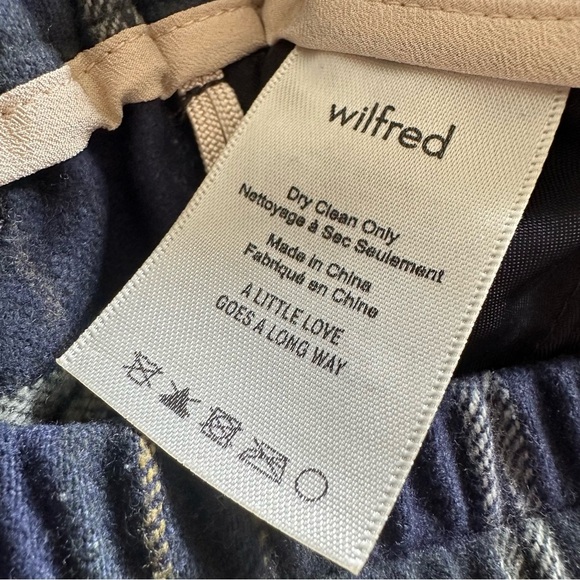 wilfred
Dry Clean Only
Nettoyage à Sec Seulement
Made in China
Fabriqué en Chine
A LITTLE LOVE
GOES A LONG WAY